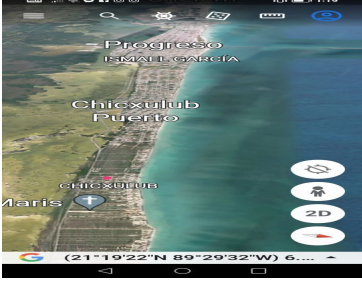 Progreso
ISMAEL GARCÍA
Chicxulub
Puerto
CHICXULUB
Maris
2D
(21°19'22"N 89°29'32"W) 6....